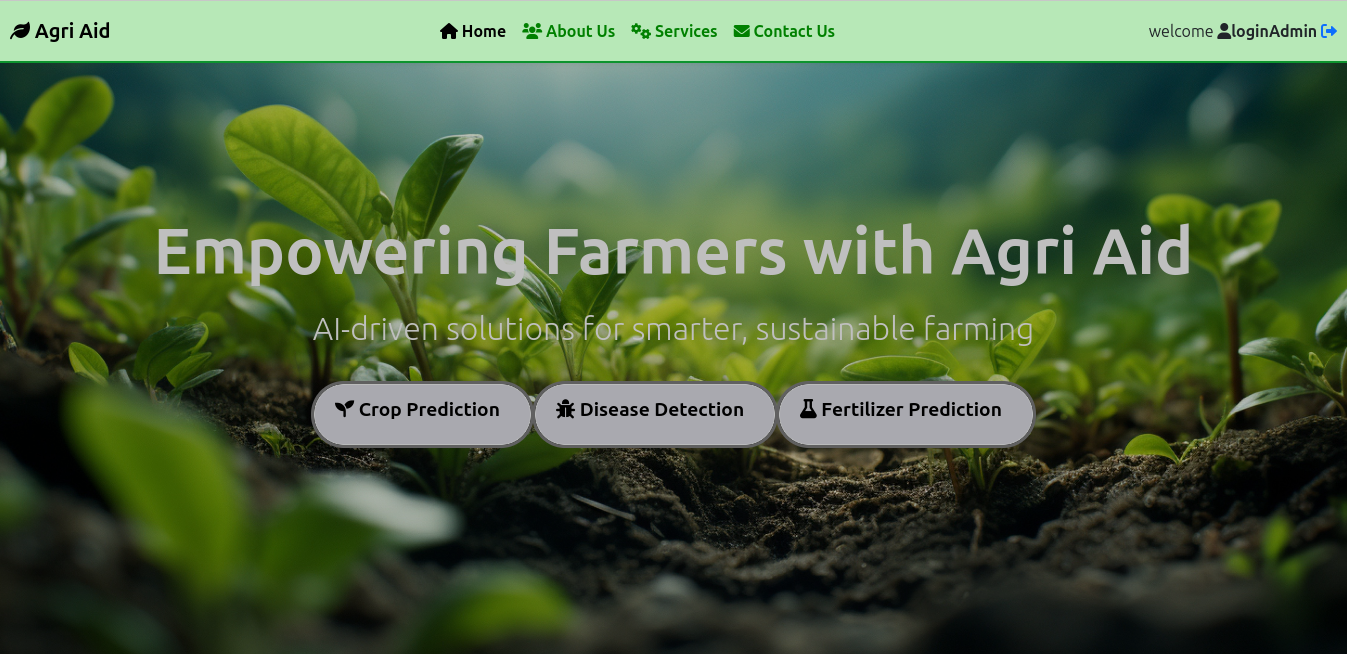 Agri Aid
Home About Us Services Contact Us
welcome loginAdmin
Empowering Farmers with Agri Aid
AI-driven solutions for smarter, sustainable farming
Crop Prediction Disease Detection Fertilizer Prediction